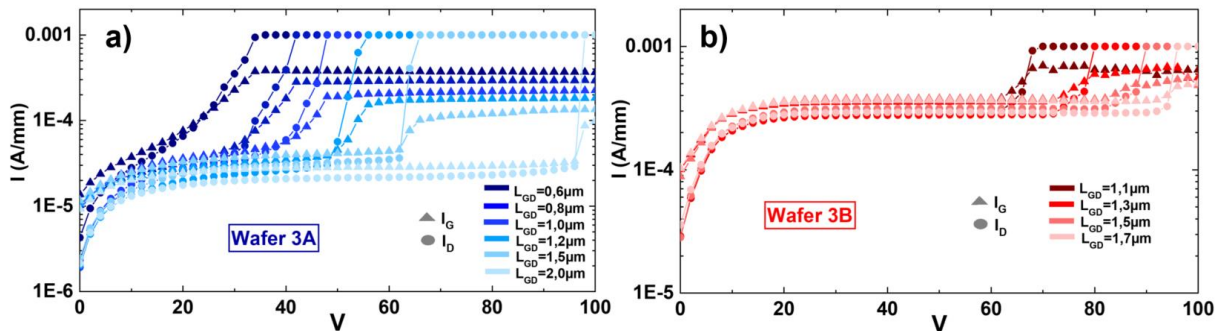 a)
I (A/mm)
0.001
1E-4
1E-5
1E-6
0
20
40
60
80
100
V
Wafer 3A
I_G
I_D
L_GD=0,6µm
L_GD=0,8µm
L_GD=1,0µm
L_GD=1,2µm
L_GD=1,5µm
L_GD=2,0µm
b)
I (A/mm)
0.001
1E-4
1E-5
0
20
40
60
80
100
V
Wafer 3B
I_G
I_D
L_GD=1,1µm
L_GD=1,3µm
L_GD=1,5µm
L_GD=1,7µm